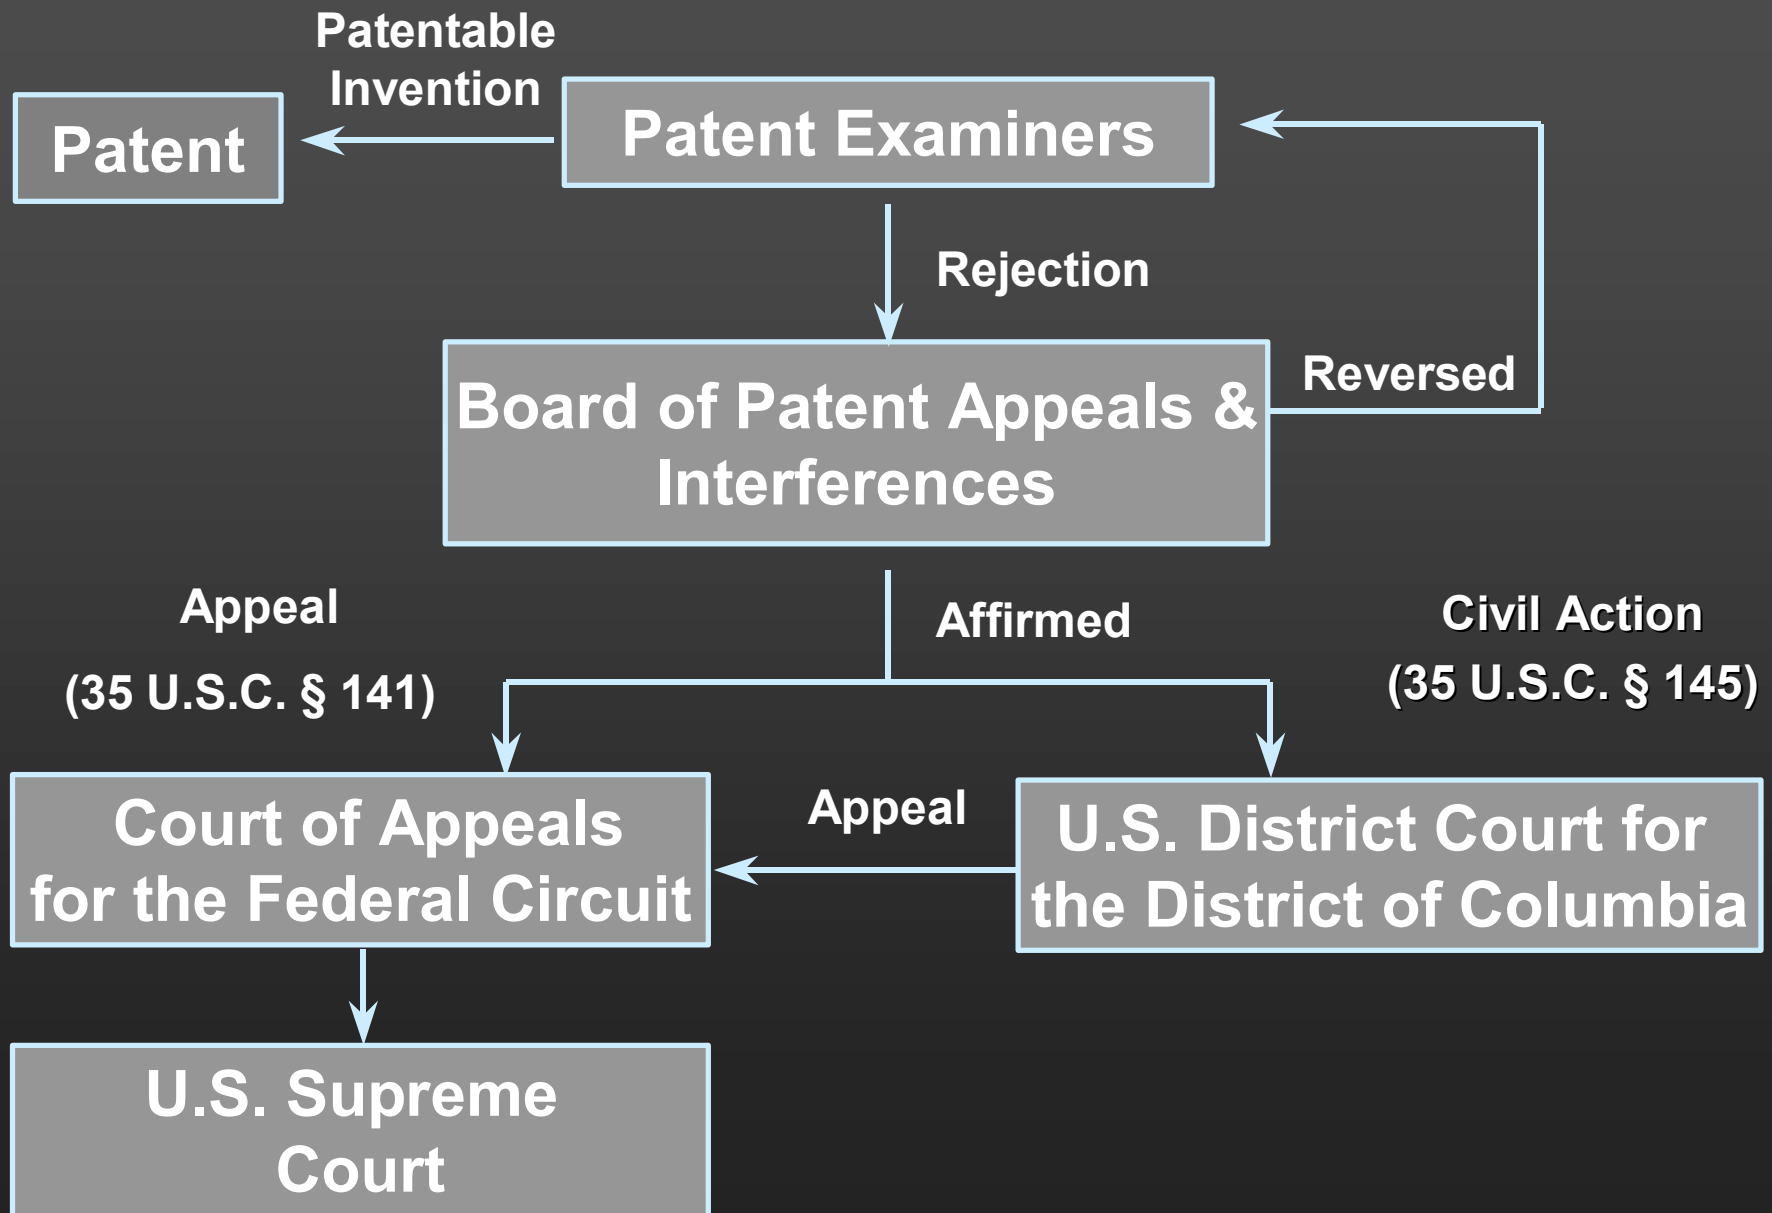 Patentable
Invention
Patent
Patent Examiners
Rejection
Board of Patent Appeals &
Interferences
Reversed
Appeal
(35 U.S.C. § 141)
Affirmed
Civil Action
(35 U.S.C. § 145)
Court of Appeals
for the Federal Circuit
Appeal
U.S. District Court for
the District of Columbia
U.S. Supreme
Court